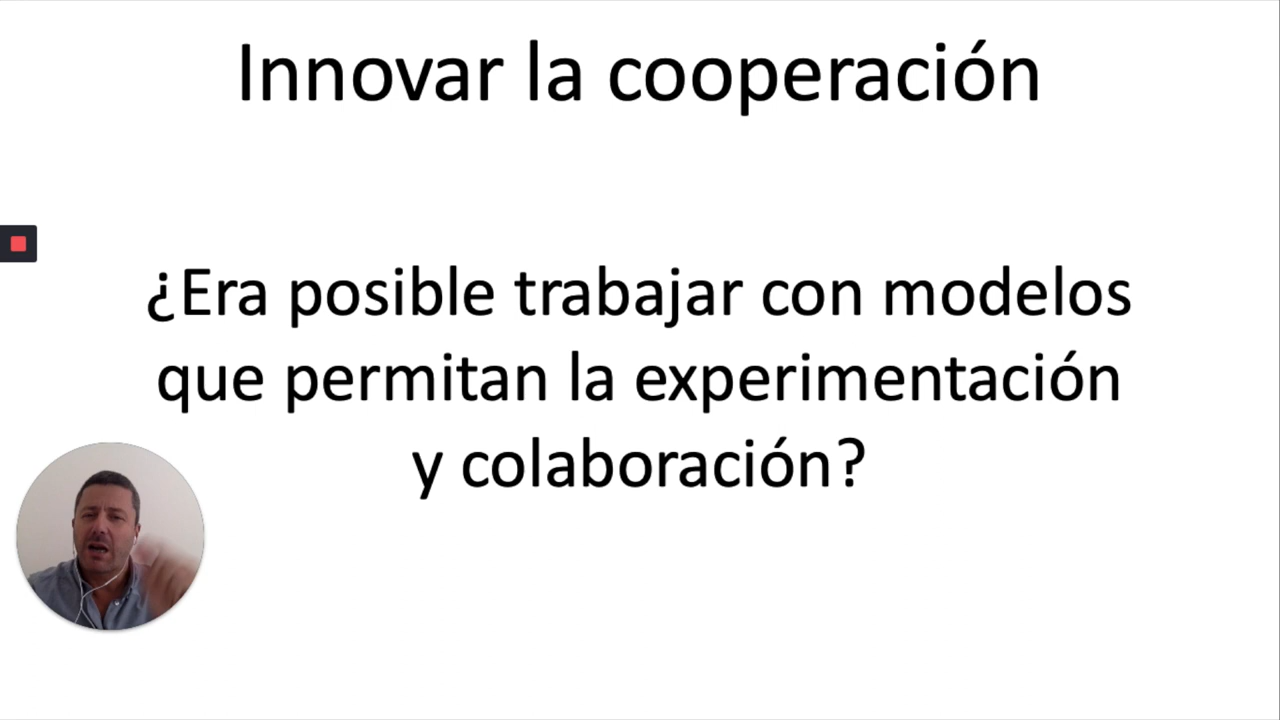 Innovar la cooperación
¿Era posible trabajar con modelos
que permitan la experimentación
y colaboración?